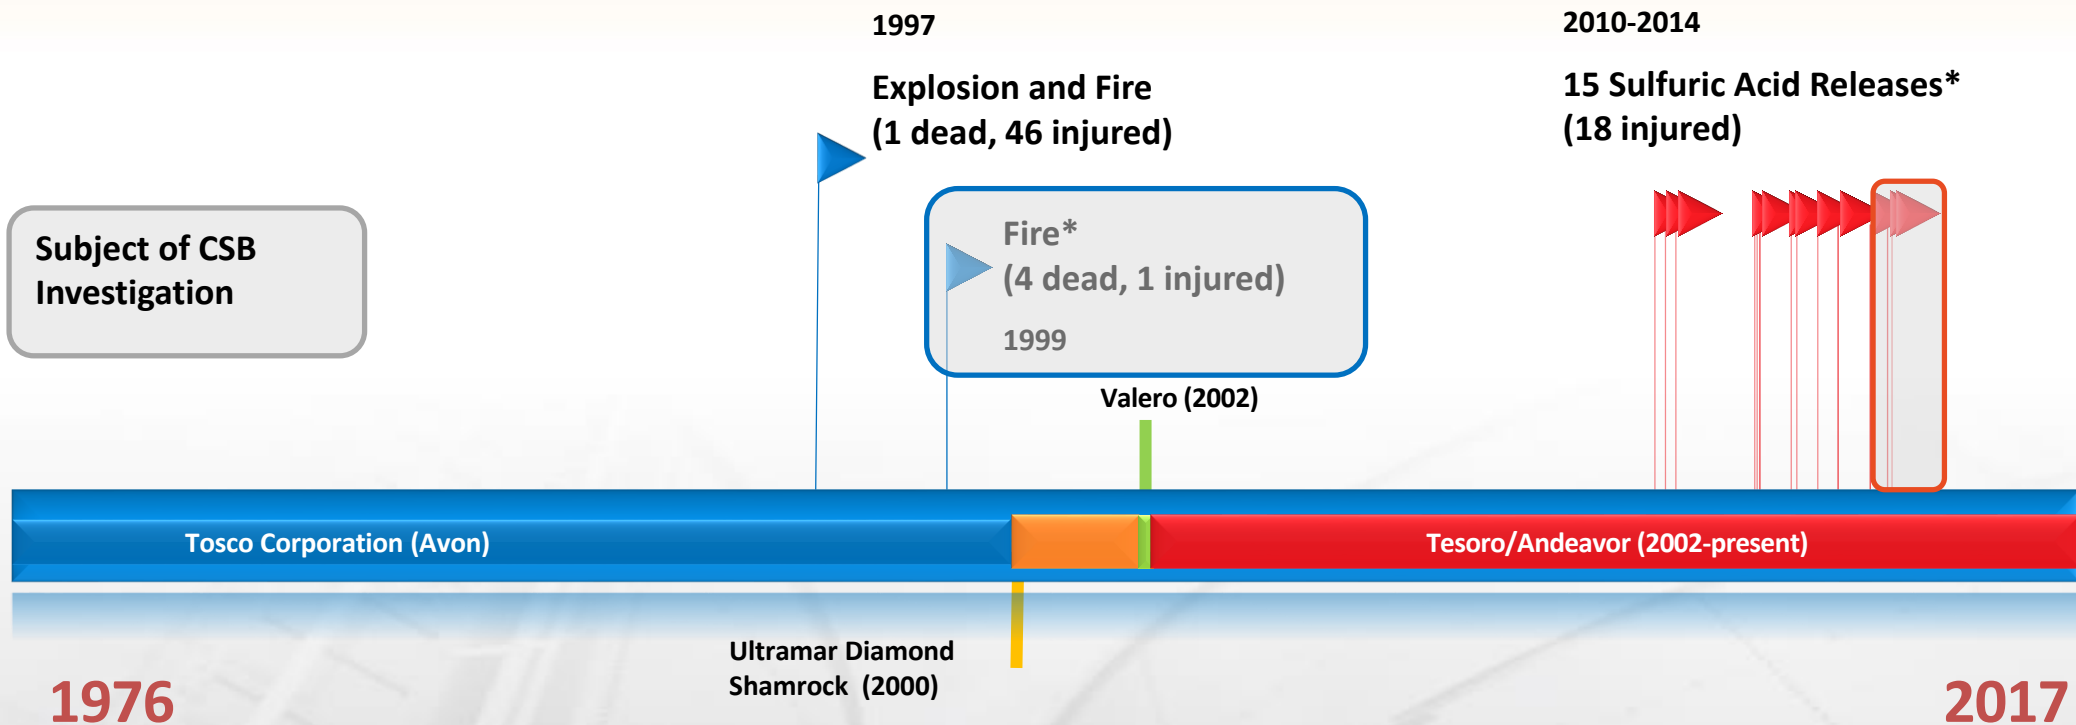 1997
Explosion and Fire
(1 dead, 46 injured)
2010-2014
15 Sulfuric Acid Releases*
(18 injured)
Subject of CSB
Investigation
Fire*
(4 dead, 1 injured)
1999
Valero (2002)
Tosco Corporation (Avon)
Tesoro/Andeavor (2002-present)
Ultramar Diamond
Shamrock (2000)
1976
2017